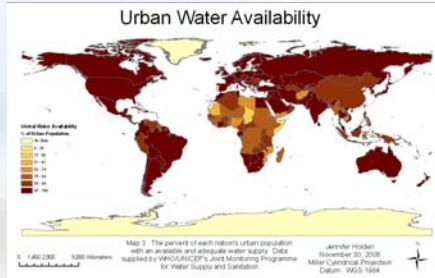 Urban Water Availability
Global Water Availability
% of Urban Population
No Data
Map 3. The percent of each nation's urban population
with an available and adequate water supply. Data
supplied by WHO/UNICEF's Joint Monitoring Programme
for Water Supply and Sanitation.
Jennifer Holden
November 30, 2008
Miller Cylindrical Projection
Datum: WGS 1984
Kilometers